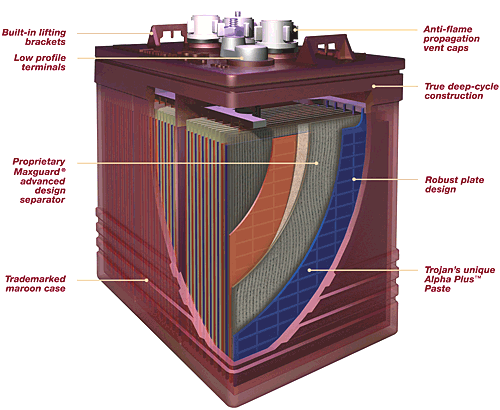 Built-in lifting
brackets
Low profile
terminals
Anti-flame
propagation
vent caps
True deep-cycle
construction
Proprietary
Maxguard®
advanced
design
separator
Robust plate
design
Trademarked
maroon case
Trojan's unique
Alpha Plus™
Paste